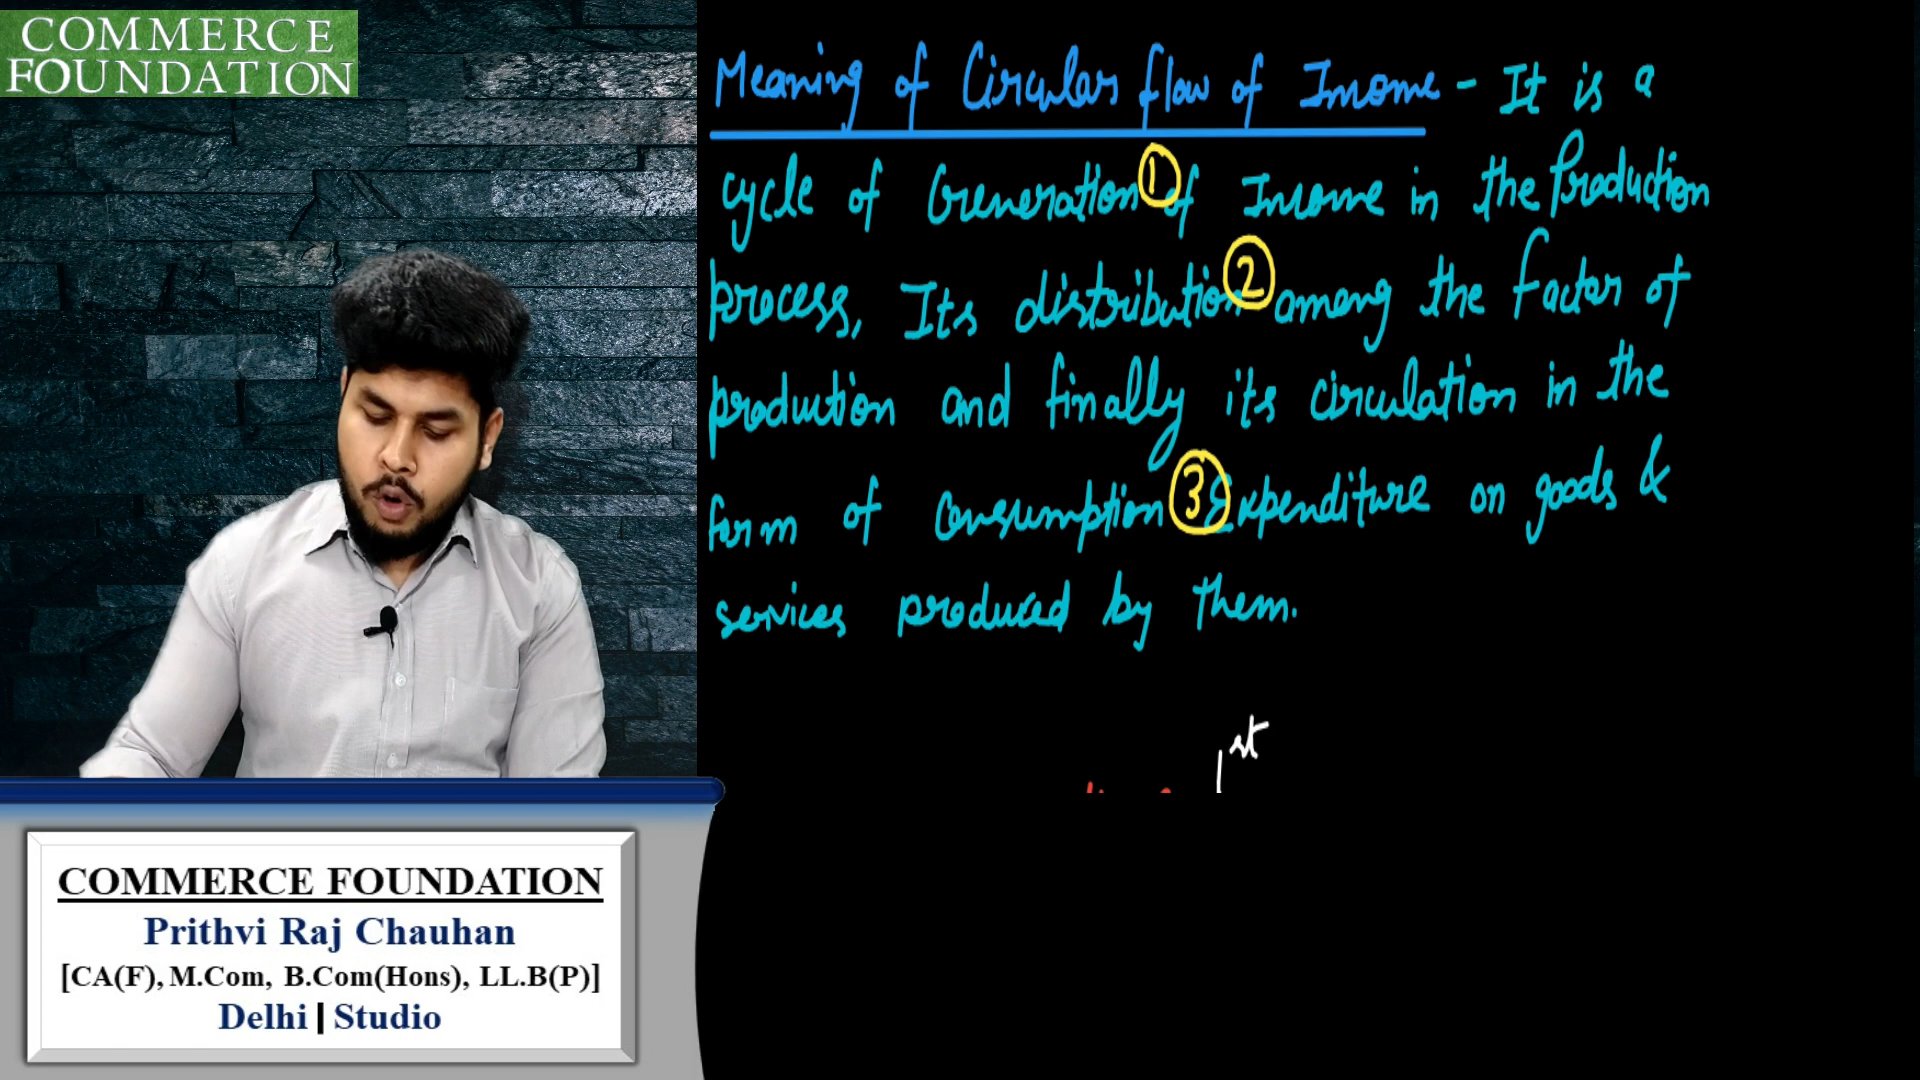 COMMERCE
FOUNDATION
Meaning of Circular flow of Income - It is a
cycle of Generation ① of Income in the Production
process, Its distribution ② among the factor of
production and finally its circulation in the
form of consumption ③ Expenditure on goods &
services produced by them.
1st
COMMERCE FOUNDATION
Prithvi Raj Chauhan
[CA(F), M.Com, B.Com(Hons), LL.B(P)]
Delhi | Studio